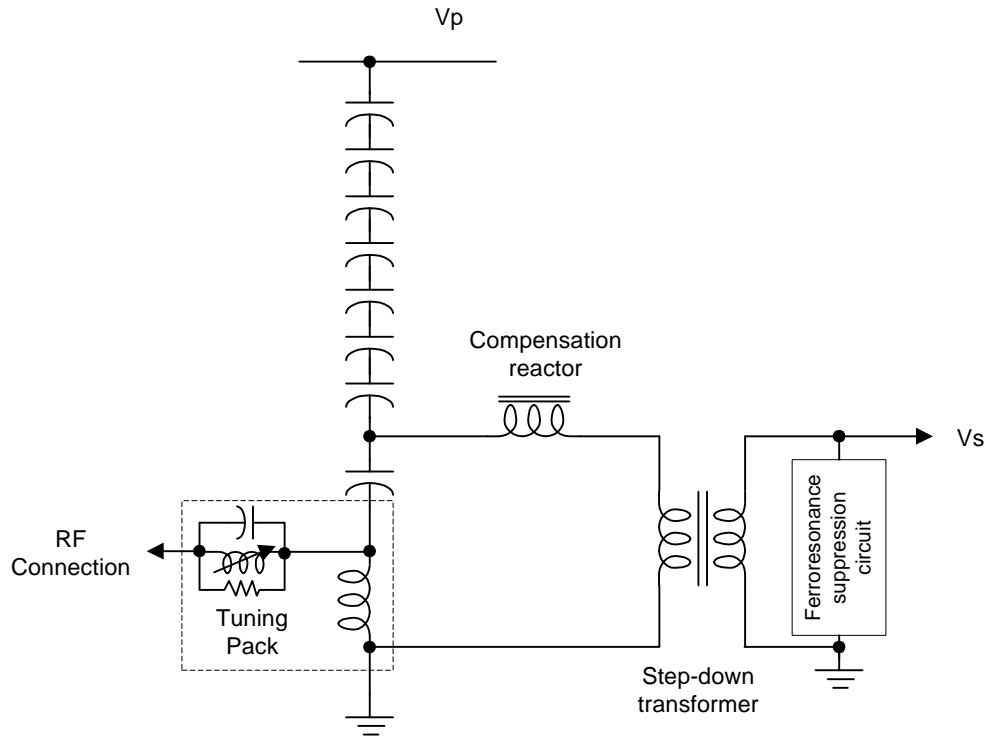 Vp
Compensation
reactor
Vs
Ferroresonance
suppression
circuit
RF
Connection
Tuning
Pack
Step-down
transformer